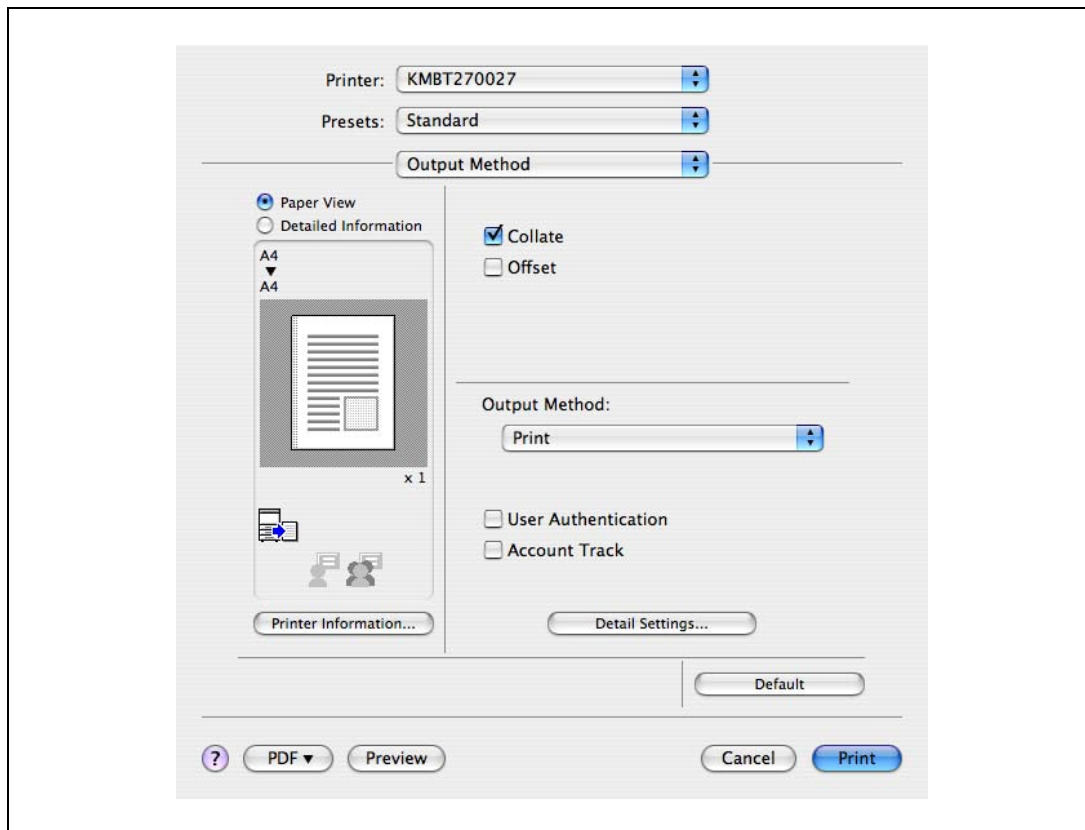 Printer: KMBT270027
Presets: Standard
Output Method
Paper View
Detailed Information
A4
A4
x 1
Printer Information...
Collate
Offset
Output Method:
Print
User Authentication
Account Track
Detail Settings...
Default
?
PDF
Preview
Cancel
Print